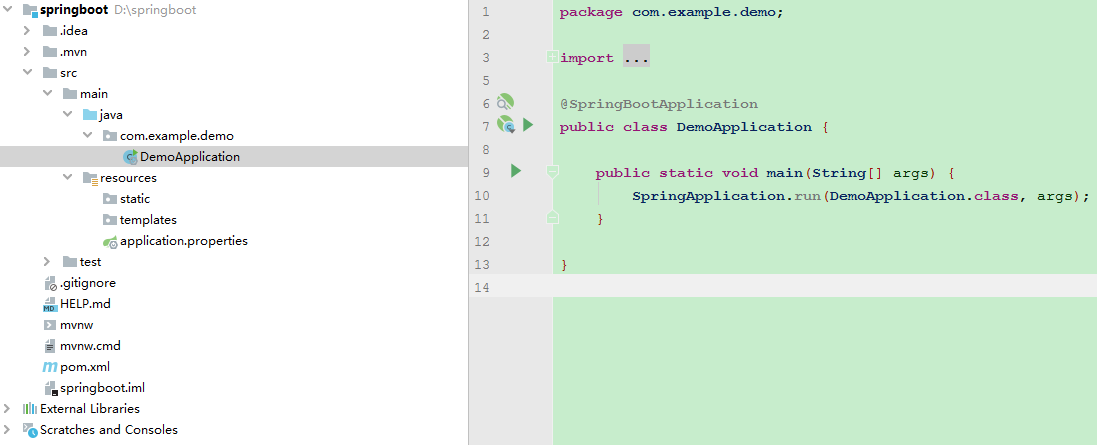 springboot D:\springboot
.idea
.mvn
src
main
java
com.example.demo
DemoApplication
resources
static
templates
application.properties
test
.gitignore
HELP.md
mvnw
mvnw.cmd
pom.xml
springboot.iml
External Libraries
Scratches and Consoles
1 package com.example.demo;
2
3 import ...
5
6 @SpringBootApplication
7 public class DemoApplication {
8
9 public static void main(String[] args) {
10 SpringApplication.run(DemoApplication.class, args);
11 }
12
13 }
14